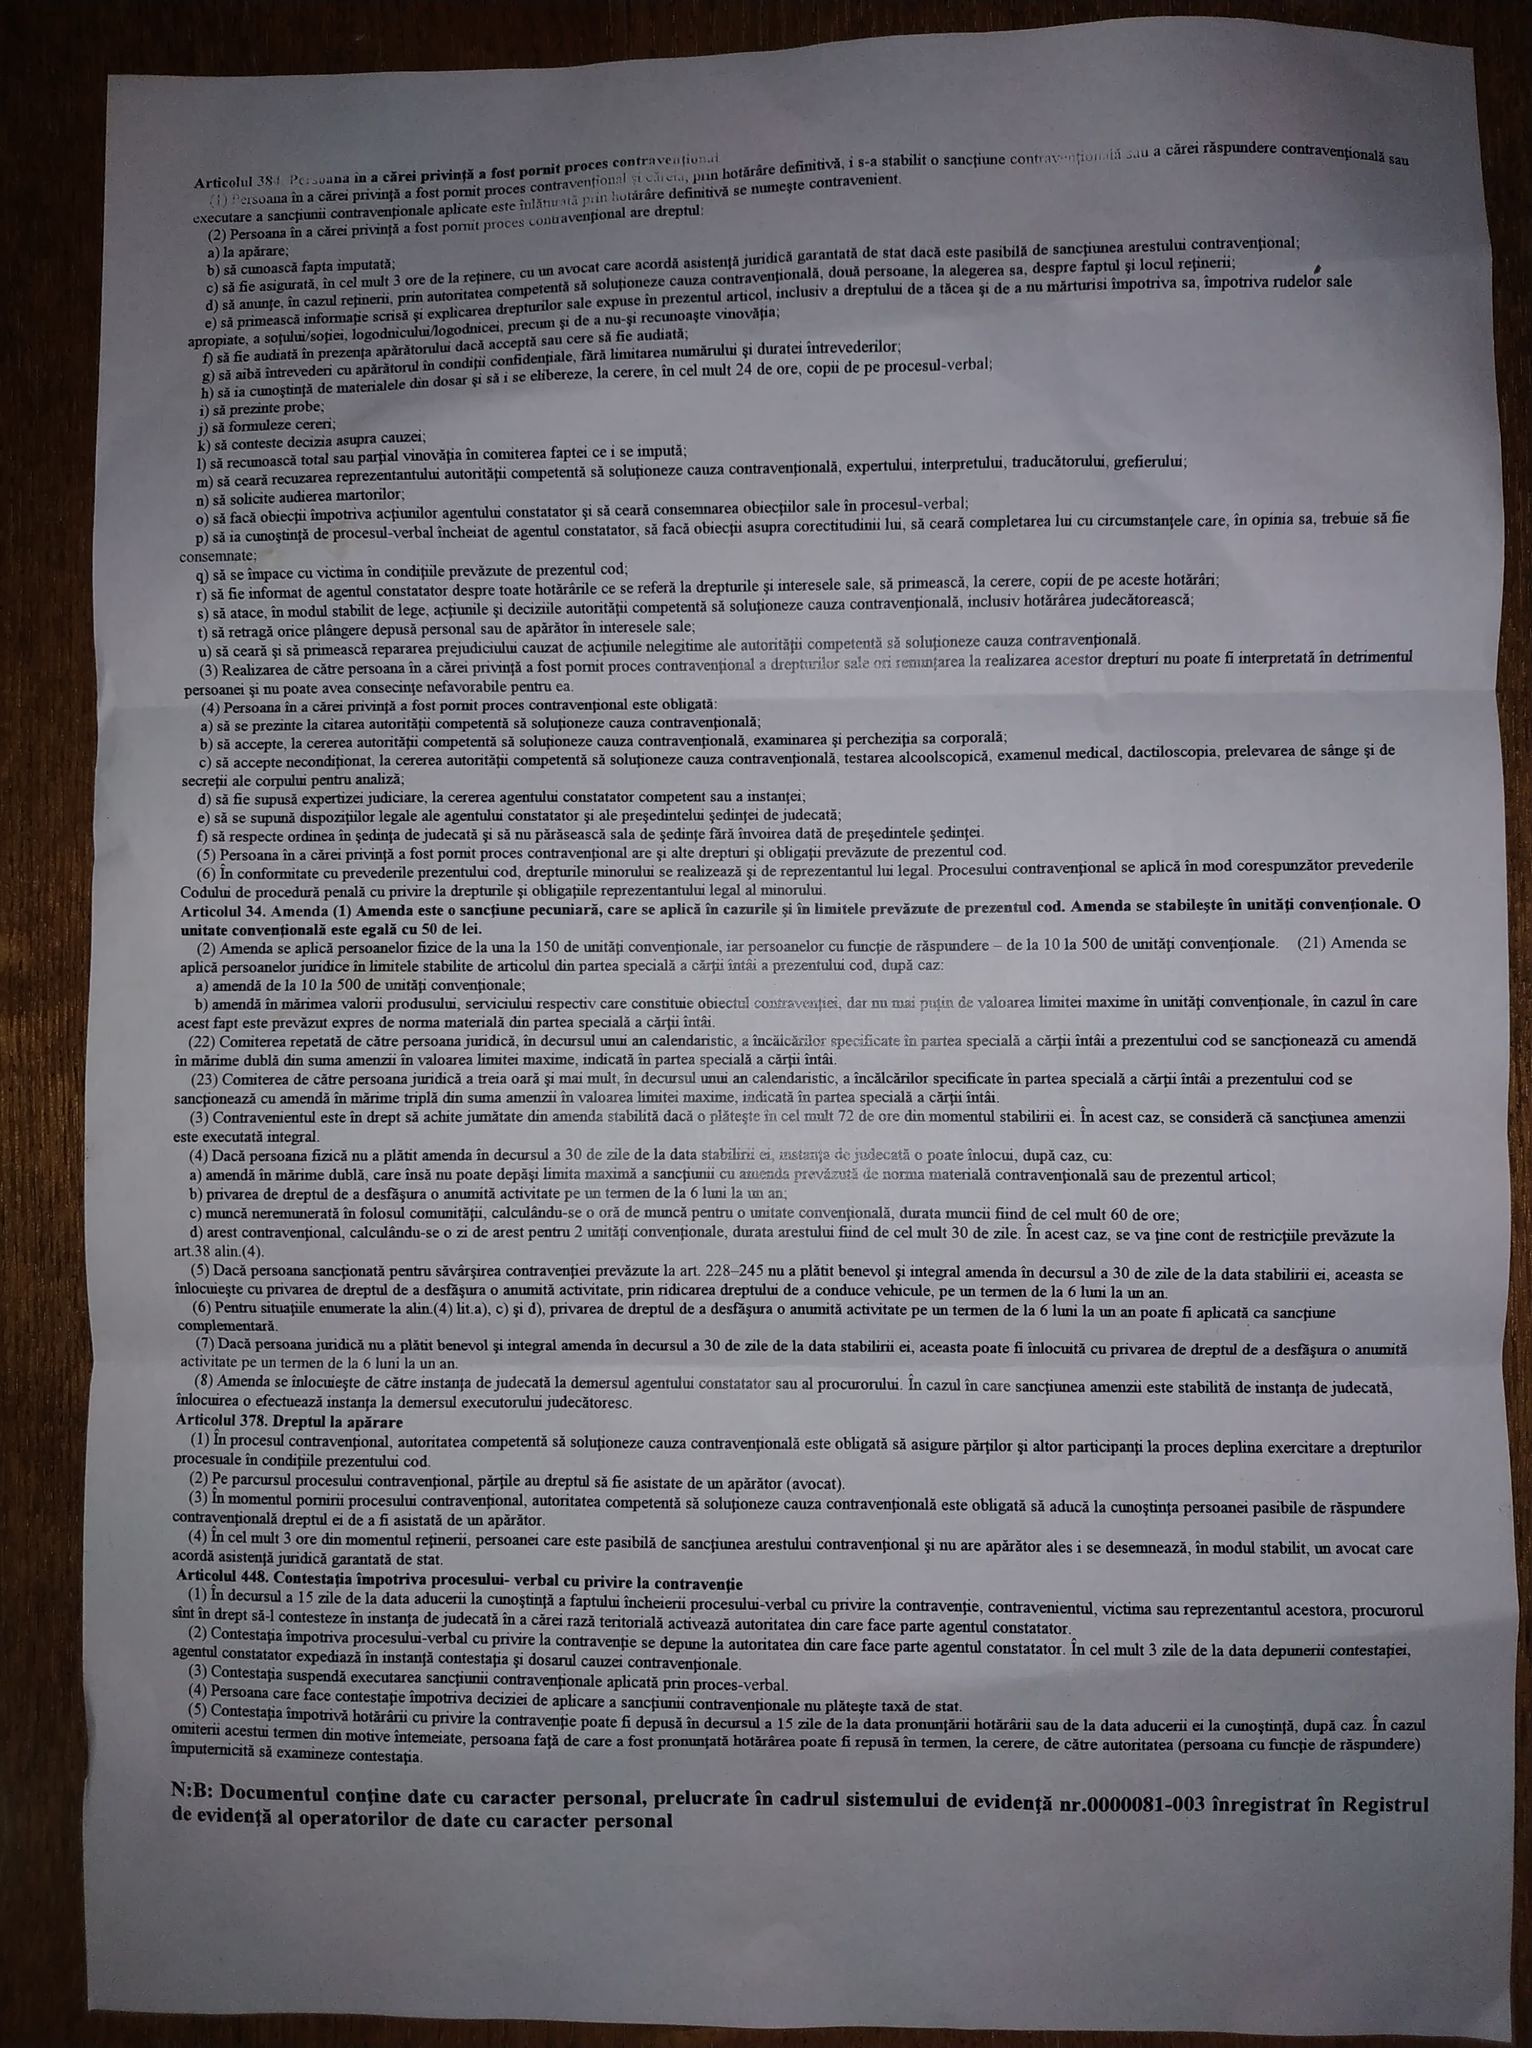 Articolul 384. Persoana în a cărei privință a fost pornit proces contravențional
(1) Persoana în a cărei privință a fost pornit proces contravențional și căreia, prin hotărâre definitivă, i s-a stabilit o sancțiune contravențională sau a cărei răspundere contravențională sau
executare a sancțiunii contravenționale aplicate este înlăturată prin hotărâre definitivă se numește contravenient.
(2) Persoana în a cărei privință a fost pornit proces contravențional are dreptul:
a) la apărare;
b) să cunoască fapta imputată;
c) să fie asigurată, în cel mult 3 ore de la reținere, cu un avocat care acordă asistență juridică garantată de stat dacă este pasibilă de sancțiunea arestului contravențional;
d) să anunțe, în cazul reținerii, prin autoritatea competentă să soluționeze cauza contravențională, două persoane, la alegerea sa, despre faptul și locul reținerii;
e) să primească informație scrisă și explicarea drepturilor sale expuse în prezentul articol, inclusiv a dreptului de a tăcea și de a nu mărturisi împotriva sa, împotriva rudelor sale
apropiate, a soțului/soției, logodnicului/logodnicei, precum și de a nu-și recunoaște vinovăția;
f) să fie audiată în prezența apărătorului dacă acceptă sau cere să fie audiată;
g) să aibă întrevederi cu apărătorul în condiții confidențiale, fără limitarea numărului și duratei întrevederilor;
h) să ia cunoștință de materialele din dosar și să i se elibereze, la cerere, în cel mult 24 de ore, copii de pe procesul-verbal;
i) să prezinte probe;
j) să formuleze cereri;
k) să conteste decizia asupra cauzei;
l) să recunoască total sau parțial vinovăția în comiterea faptei ce i se impută;
m) să ceară recuzarea reprezentantului autorității competentă să soluționeze cauza contravențională, expertului, interpretului, traducătorului, grefierului;
n) să solicite audierea martorilor;
o) să facă obiecții împotriva acțiunilor agentului constatator și să ceară consemnarea obiecțiilor sale în procesul-verbal;
p) să ia cunoștință de procesul-verbal încheiat de agentul constatator, să facă obiecții asupra corectitudinii lui, să ceară completarea lui cu circumstanțele care, în opinia sa, trebuie să fie
consemnate;
q) să se împace cu victima în condițiile prevăzute de prezentul cod;
r) să fie informat de agentul constatator despre toate hotărârile ce se referă la drepturile și interesele sale, să primească, la cerere, copii de pe aceste hotărâri;
s) să atace, în modul stabilit de lege, acțiunile și deciziile autorității competentă să soluționeze cauza contravențională, inclusiv hotărârea judecătorească;
t) să retragă orice plângere depusă personal sau de apărător în interesele sale;
u) să ceară și să primească repararea prejudiciului cauzat de acțiunile nelegitime ale autorității competentă să soluționeze cauza contravențională.
(3) Realizarea de către persoana în a cărei privință a fost pornit proces contravențional a drepturilor sale ori renunțarea la realizarea acestor drepturi nu poate fi interpretată în detrimentul
persoanei și nu poate avea consecințe nefavorabile pentru ea.
(4) Persoana în a cărei privință a fost pornit proces contravențional este obligată:
a) să se prezinte la citarea autorității competentă să soluționeze cauza contravențională;
b) să accepte, la cererea autorității competentă să soluționeze cauza contravențională, examinarea și percheziția sa corporală;
c) să accepte necondiționat, la cererea autorității competentă să soluționeze cauza contravențională, testarea alcoolscopică, examenul medical, dactiloscopia, prelevarea de sânge și de
secreții ale corpului pentru analiză;
d) să fie supusă expertizei judiciare, la cererea agentului constatator competent sau a instanței;
e) să se supună dispozițiilor legale ale agentului constatator și ale președintelui ședinței de judecată;
f) să respecte ordinea în ședința de judecată și să nu părăsească sala de ședințe fără învoirea dată de președintele ședinței.
(5) Persoana în a cărei privință a fost pornit proces contravențional are și alte drepturi și obligații prevăzute de prezentul cod.
(6) În conformitate cu prevederile prezentului cod, drepturile minorului se realizează și de reprezentantul lui legal. Procesului contravențional se aplică în mod corespunzător prevederile
Codului de procedură penală cu privire la drepturile și obligațiile reprezentantului legal al minorului.
Articolul 34. Amenda (1) Amenda este o sancțiune pecuniară, care se aplică în cazurile și în limitele prevăzute de prezentul cod. Amenda se stabilește în unități convenționale. O
unitate convențională este egală cu 50 de lei.
(2) Amenda se aplică persoanelor fizice de la una la 150 de unități convenționale, iar persoanelor cu funcție de răspundere – de la 10 la 500 de unități convenționale. (21) Amenda se
aplică persoanelor juridice în limitele stabilite de articolul din partea specială a cărții întâi a prezentului cod, după caz:
a) amendă de la 10 la 500 de unități convenționale;
b) amendă în mărimea valorii produsului, serviciului respectiv care constituie obiectul contravenției, dar nu mai puțin de valoarea limitei maxime în unități convenționale, în cazul în care
acest fapt este prevăzut expres de norma materială din partea specială a cărții întâi.
(22) Comiterea repetată de către persoana juridică, în decursul unui an calendaristic, a încălcărilor specificate în partea specială a cărții întâi a prezentului cod se sancționează cu amendă
în mărime dublă din suma amenzii în valoarea limitei maxime, indicată în partea specială a cărții întâi.
(23) Comiterea de către persoana juridică a treia oară și mai mult, în decursul unui an calendaristic, a încălcărilor specificate în partea specială a cărții întâi a prezentului cod se
sancționează cu amendă în mărime triplă din suma amenzii în valoarea limitei maxime, indicată în partea specială a cărții întâi.
(3) Contravenientul este în drept să achite jumătate din amenda stabilită dacă o plătește în cel mult 72 de ore din momentul stabilirii ei. În acest caz, se consideră că sancțiunea amenzii
este executată integral.
(4) Dacă persoana fizică nu a plătit amenda în decursul a 30 de zile de la data stabilirii ei, instanța de judecată o poate înlocui, după caz, cu:
a) amendă în mărime dublă, care însă nu poate depăși limita maximă a sancțiunii cu amenda prevăzută de norma materială contravențională sau de prezentul articol;
b) privarea de dreptul de a desfășura o anumită activitate pe un termen de la 6 luni la un an;
c) muncă neremunerată în folosul comunității, calculându-se o oră de muncă pentru o unitate convențională, durata muncii fiind de cel mult 60 de ore;
d) arest contravențional, calculându-se o zi de arest pentru 2 unități convenționale, durata arestului fiind de cel mult 30 de zile. În acest caz, se va ține cont de restricțiile prevăzute la
art.38 alin.(4).
(5) Dacă persoana sancționată pentru săvârșirea contravenției prevăzute la art. 228–245 nu a plătit benevol și integral amenda în decursul a 30 de zile de la data stabilirii ei, aceasta se
înlocuiește cu privarea de dreptul de a desfășura o anumită activitate, prin ridicarea dreptului de a conduce vehicule, pe un termen de la 6 luni la un an.
(6) Pentru situațiile enumerate la alin.(4) lit.a), c) și d), privarea de dreptul de a desfășura o anumită activitate pe un termen de la 6 luni la un an poate fi aplicată ca sancțiune
complementară.
(7) Dacă persoana juridică nu a plătit benevol și integral amenda în decursul a 30 de zile de la data stabilirii ei, aceasta poate fi înlocuită cu privarea de dreptul de a desfășura o anumită
activitate pe un termen de la 6 luni la un an.
(8) Amenda se înlocuiește de către instanța de judecată la demersul agentului constatator sau al procurorului. În cazul în care sancțiunea amenzii este stabilită de instanța de judecată,
înlocuirea o efectuează instanța la demersul executorului judecătoresc.
Articolul 378. Dreptul la apărare
(1) În procesul contravențional, autoritatea competentă să soluționeze cauza contravențională este obligată să asigure părților și altor participanți la proces deplina exercitare a drepturilor
procesuale în condițiile prezentului cod.
(2) Pe parcursul procesului contravențional, părțile au dreptul să fie asistate de un apărător (avocat).
(3) În momentul pornirii procesului contravențional, autoritatea competentă să soluționeze cauza contravențională este obligată să aducă la cunoștința persoanei pasibile de răspundere
contravențională dreptul ei de a fi asistată de un apărător.
(4) În cel mult 3 ore din momentul reținerii, persoanei care este pasibilă de sancțiunea arestului contravențional și nu are apărător ales i se desemnează, în modul stabilit, un avocat care
acordă asistență juridică garantată de stat.
Articolul 448. Contestația împotriva procesului- verbal cu privire la contravenție
(1) În decursul a 15 zile de la data aducerii la cunoștință a faptului încheierii procesului-verbal cu privire la contravenție, contravenientul, victima sau reprezentantul acestora, procurorul
sînt în drept să-l conteste în instanța de judecată în a cărei rază teritorială activează autoritatea din care face parte agentul constatator.
(2) Contestația împotriva procesului-verbal cu privire la contravenție se depune la autoritatea din care face parte agentul constatator. În cel mult 3 zile de la data depunerii contestației,
agentul constatator expediază în instanță contestația și dosarul cauzei contravenționale.
(3) Contestația suspendă executarea sancțiunii contravenționale aplicată prin proces-verbal.
(4) Persoana care face contestație împotriva deciziei de aplicare a sancțiunii contravenționale nu plătește taxă de stat.
(5) Contestația împotrivă hotărârii cu privire la contravenție poate fi depusă în decursul a 15 zile de la data pronunțării hotărârii sau de la data aducerii ei la cunoștință, după caz. În cazul
omiterii acestui termen din motive întemeiate, persoana față de care a fost pronunțată hotărârea poate fi repusă în termen, la cerere, de către autoritatea (persoana cu funcție de răspundere)
împuternicită să examineze contestația.
N:B: Documentul conține date cu caracter personal, prelucrate în cadrul sistemului de evidență nr.0000081-003 înregistrat în Registrul
de evidență al operatorilor de date cu caracter personal